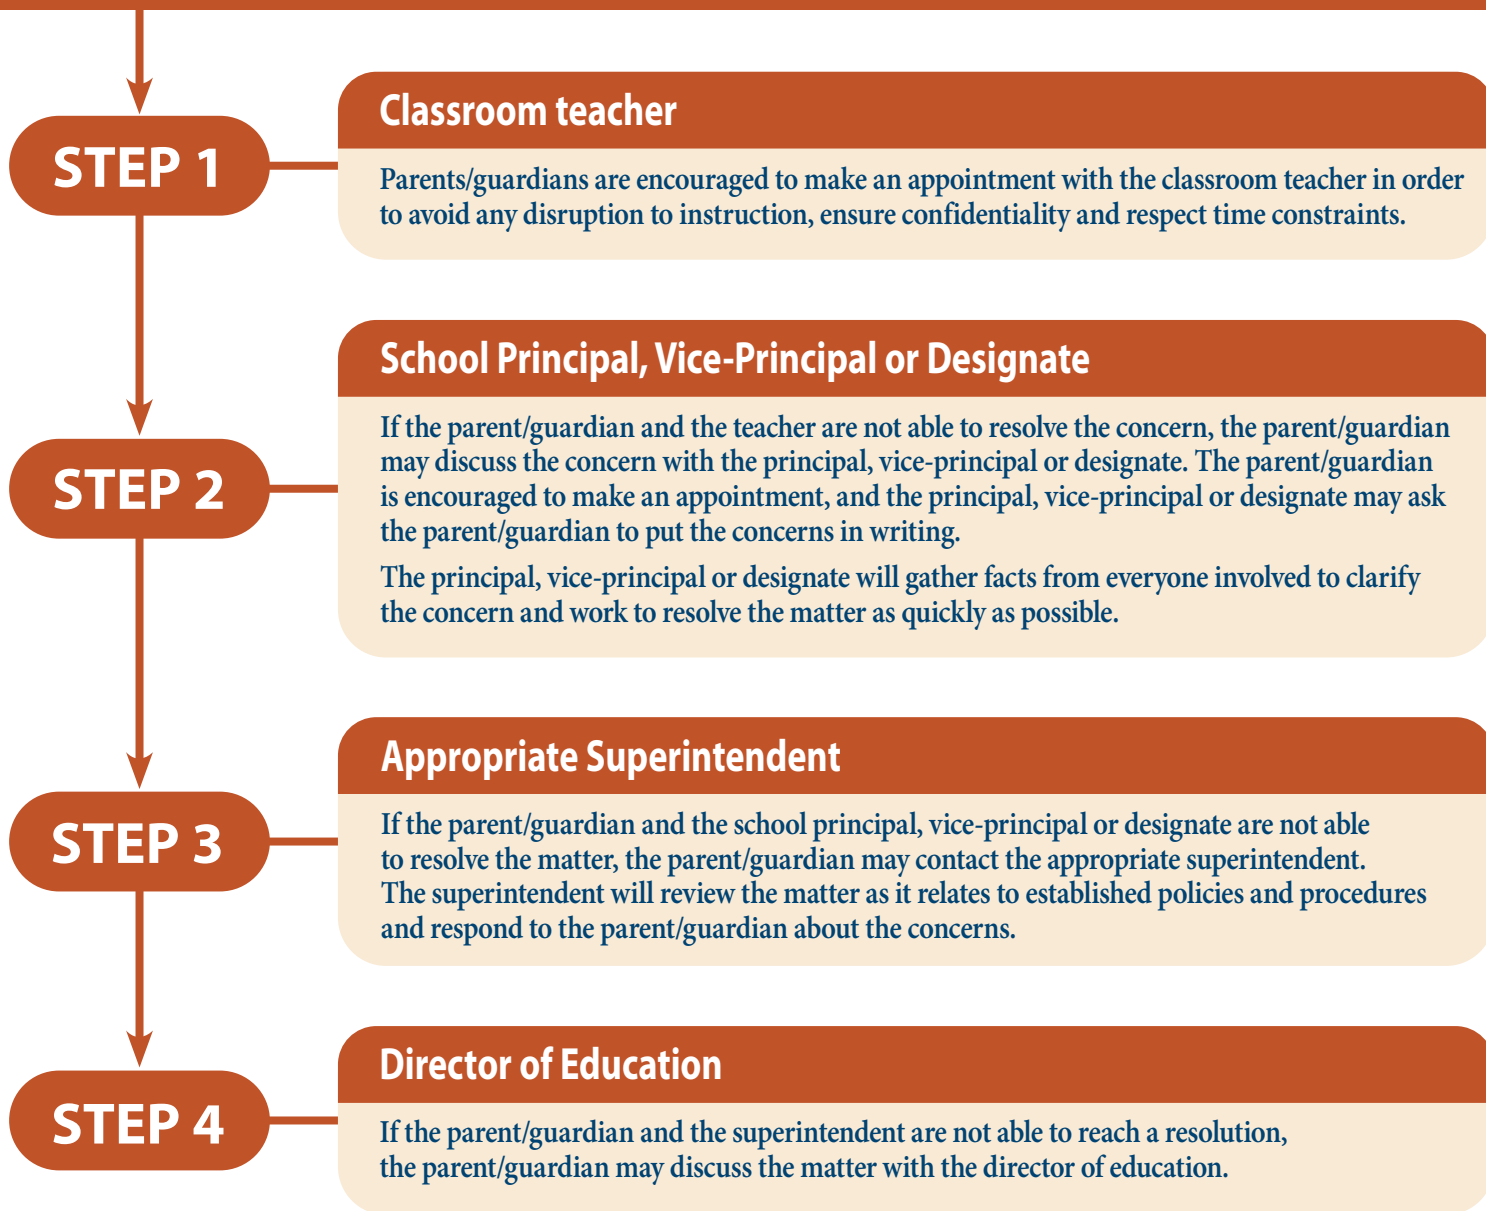 STEP 1
Classroom teacher
Parents/guardians are encouraged to make an appointment with the classroom teacher in order
to avoid any disruption to instruction, ensure confidentiality and respect time constraints.
STEP 2
School Principal, Vice-Principal or Designate
If the parent/guardian and the teacher are not able to resolve the concern, the parent/guardian
may discuss the concern with the principal, vice-principal or designate. The parent/guardian
is encouraged to make an appointment, and the principal, vice-principal or designate may ask
the parent/guardian to put the concerns in writing.
The principal, vice-principal or designate will gather facts from everyone involved to clarify
the concern and work to resolve the matter as quickly as possible.
STEP 3
Appropriate Superintendent
If the parent/guardian and the school principal, vice-principal or designate are not able
to resolve the matter, the parent/guardian may contact the appropriate superintendent.
The superintendent will review the matter as it relates to established policies and procedures
and respond to the parent/guardian about the concerns.
STEP 4
Director of Education
If the parent/guardian and the superintendent are not able to reach a resolution,
the parent/guardian may discuss the matter with the director of education.